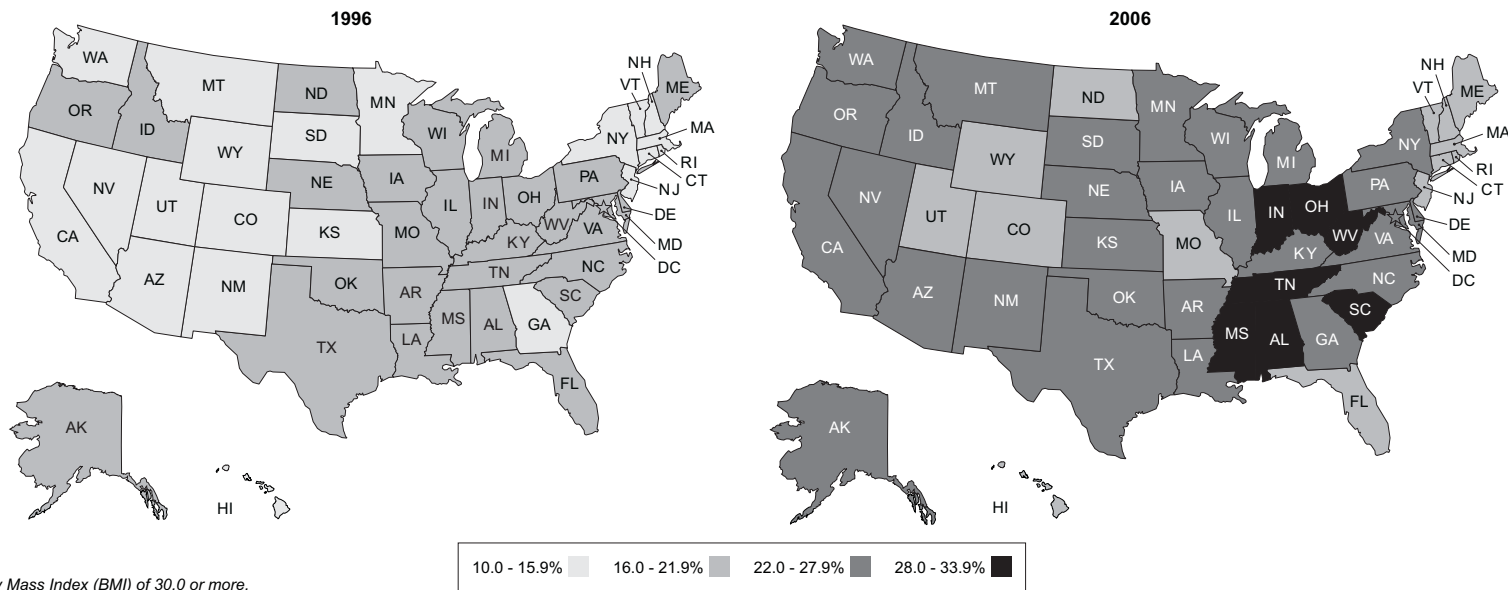 1996
WA
MT
ND
MN
OR
ID
SD
WI
MI
NY
VT
NH
ME
MA
RI
CT
NJ
WY
NE
IA
PA
NV
UT
CO
KS
MO
IL
IN
OH
WV
VA
DE
MD
DC
KY
CA
AZ
NM
OK
AR
TN
NC
SC
MS
AL
GA
LA
TX
FL
AK
HI
2006
WA
MT
ND
MN
OR
ID
SD
WI
MI
NY
VT
NH
ME
MA
RI
CT
NJ
WY
NE
IA
PA
NV
UT
CO
KS
MO
IL
IN
OH
WV
VA
DE
MD
DC
KY
CA
AZ
NM
OK
AR
TN
NC
SC
MS
AL
GA
LA
TX
FL
AK
HI
10.0 - 15.9% 16.0 - 21.9% 22.0 - 27.9% 28.0 - 33.9%
Mass Index (BMI) of 30.0 or more.